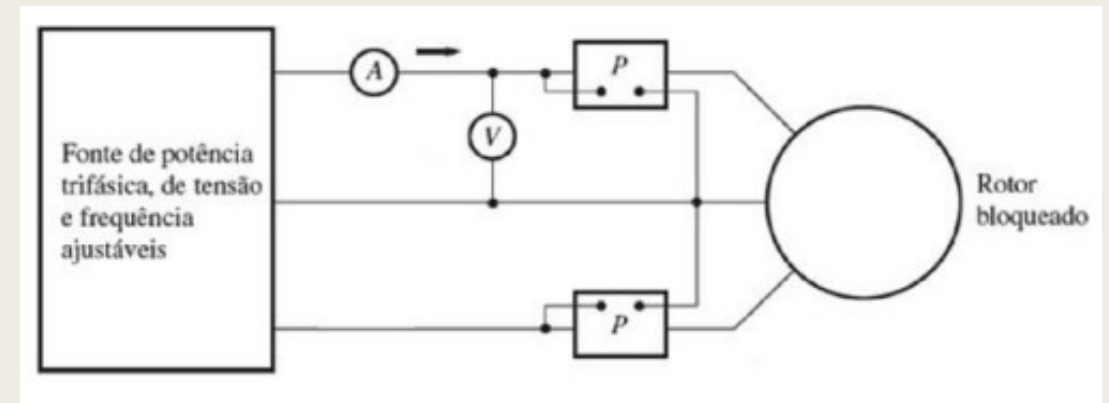 A
P
V
Fonte de potência
trifásica, de tensão
e frequência
ajustáveis
Rotor
bloqueado
P